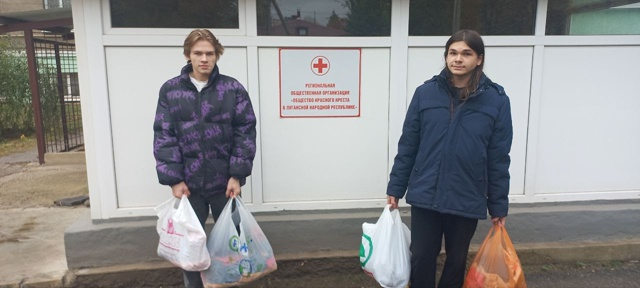 РЕГИОНАЛЬНАЯ
ОБЩЕСТВЕННАЯ ОРГАНИЗАЦИЯ
«ОБЩЕСТВО КРАСНОГО КРЕСТА
В ЛУГАНСКОЙ НАРОДНОЙ РЕСПУБЛИКЕ»